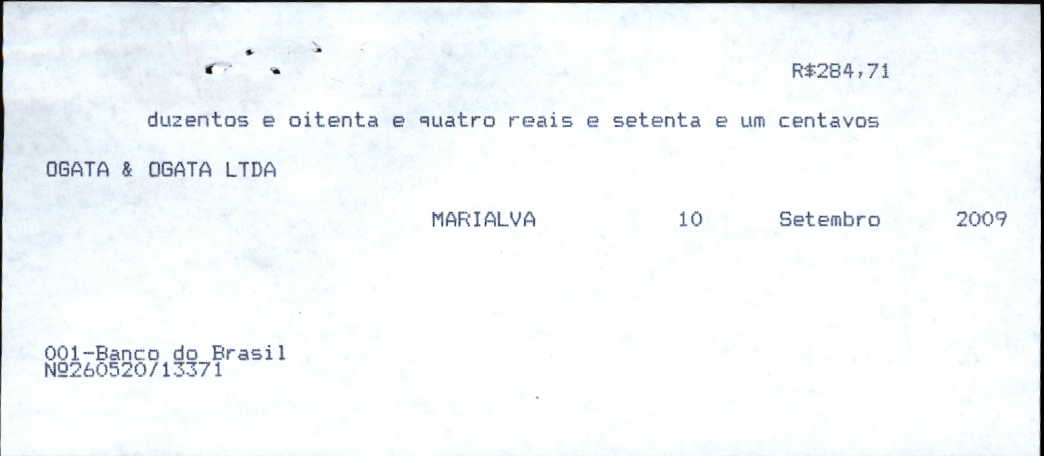 R$284,71
duzentos e oitenta e quatro reais e setenta e um centavos
OGATA & OGATA LTDA
MARIALVA 10 Setembro 2009
001-Banco do Brasil
Nº260520/13371